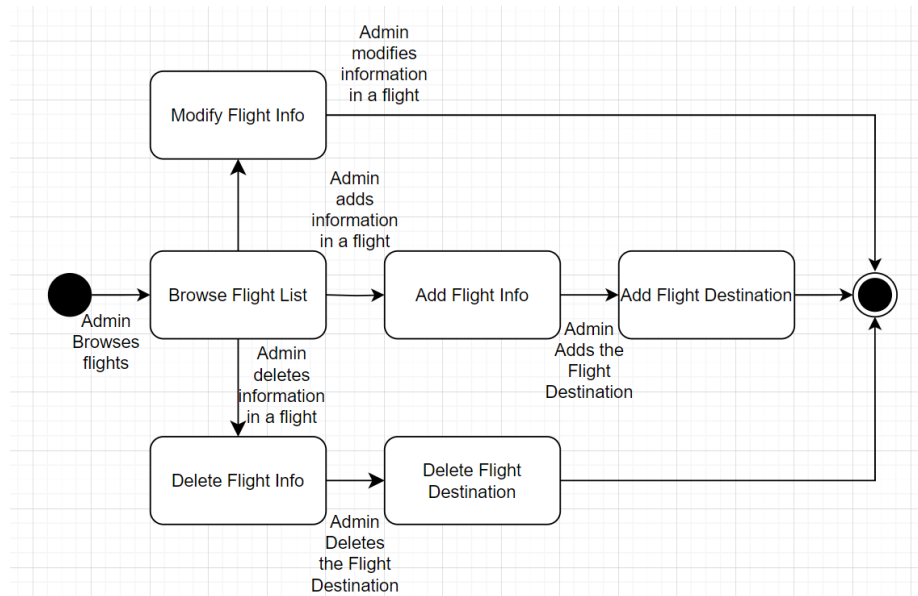 Admin
modifies
information
in a flight
Modify Flight Info
Admin
adds
information
in a flight
Browse Flight List
Add Flight Info
Add Flight Destination
Admin
Browses
flights
Admin
Adds the
Flight
Destination
Admin
deletes
information
in a flight
Delete Flight Info
Delete Flight
Destination
Admin
Deletes
the Flight
Destination